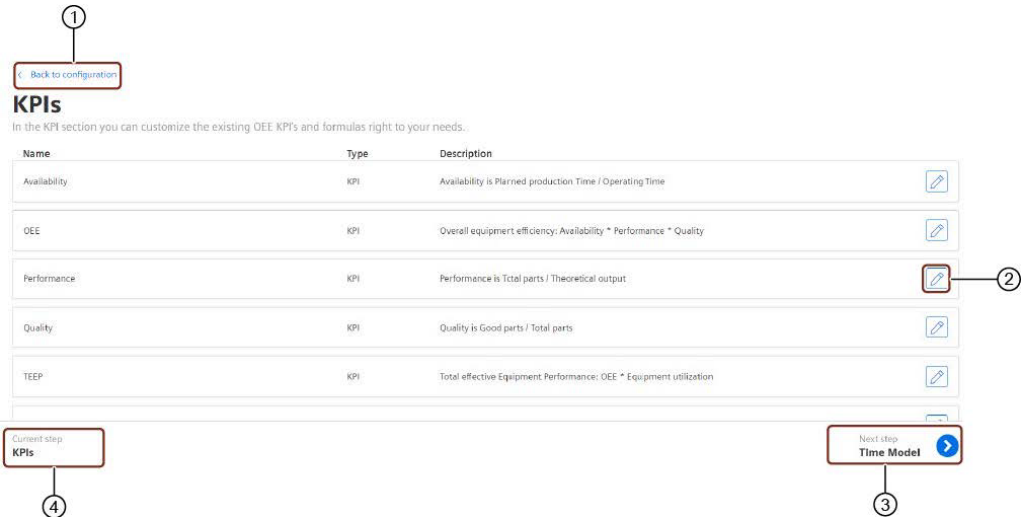 1
Back to configuration
KPIs
In the KPI section you can customize the existing OEE KPI's and formulas right to your needs.
Name Type Description
Availability KPI Availability is Planned production Time / Operating Time
OEE KPI Overall equipment efficiency: Availability * Performance * Quality
Performance KPI Performance is Total parts / Theoretical output
2
Quality KPI Quality is Good parts / Total parts
TEEP KPI Total effective Equipment Performance: OEE * Equipment utilization
Current step
KPIs
Next step
Time Model
4
3